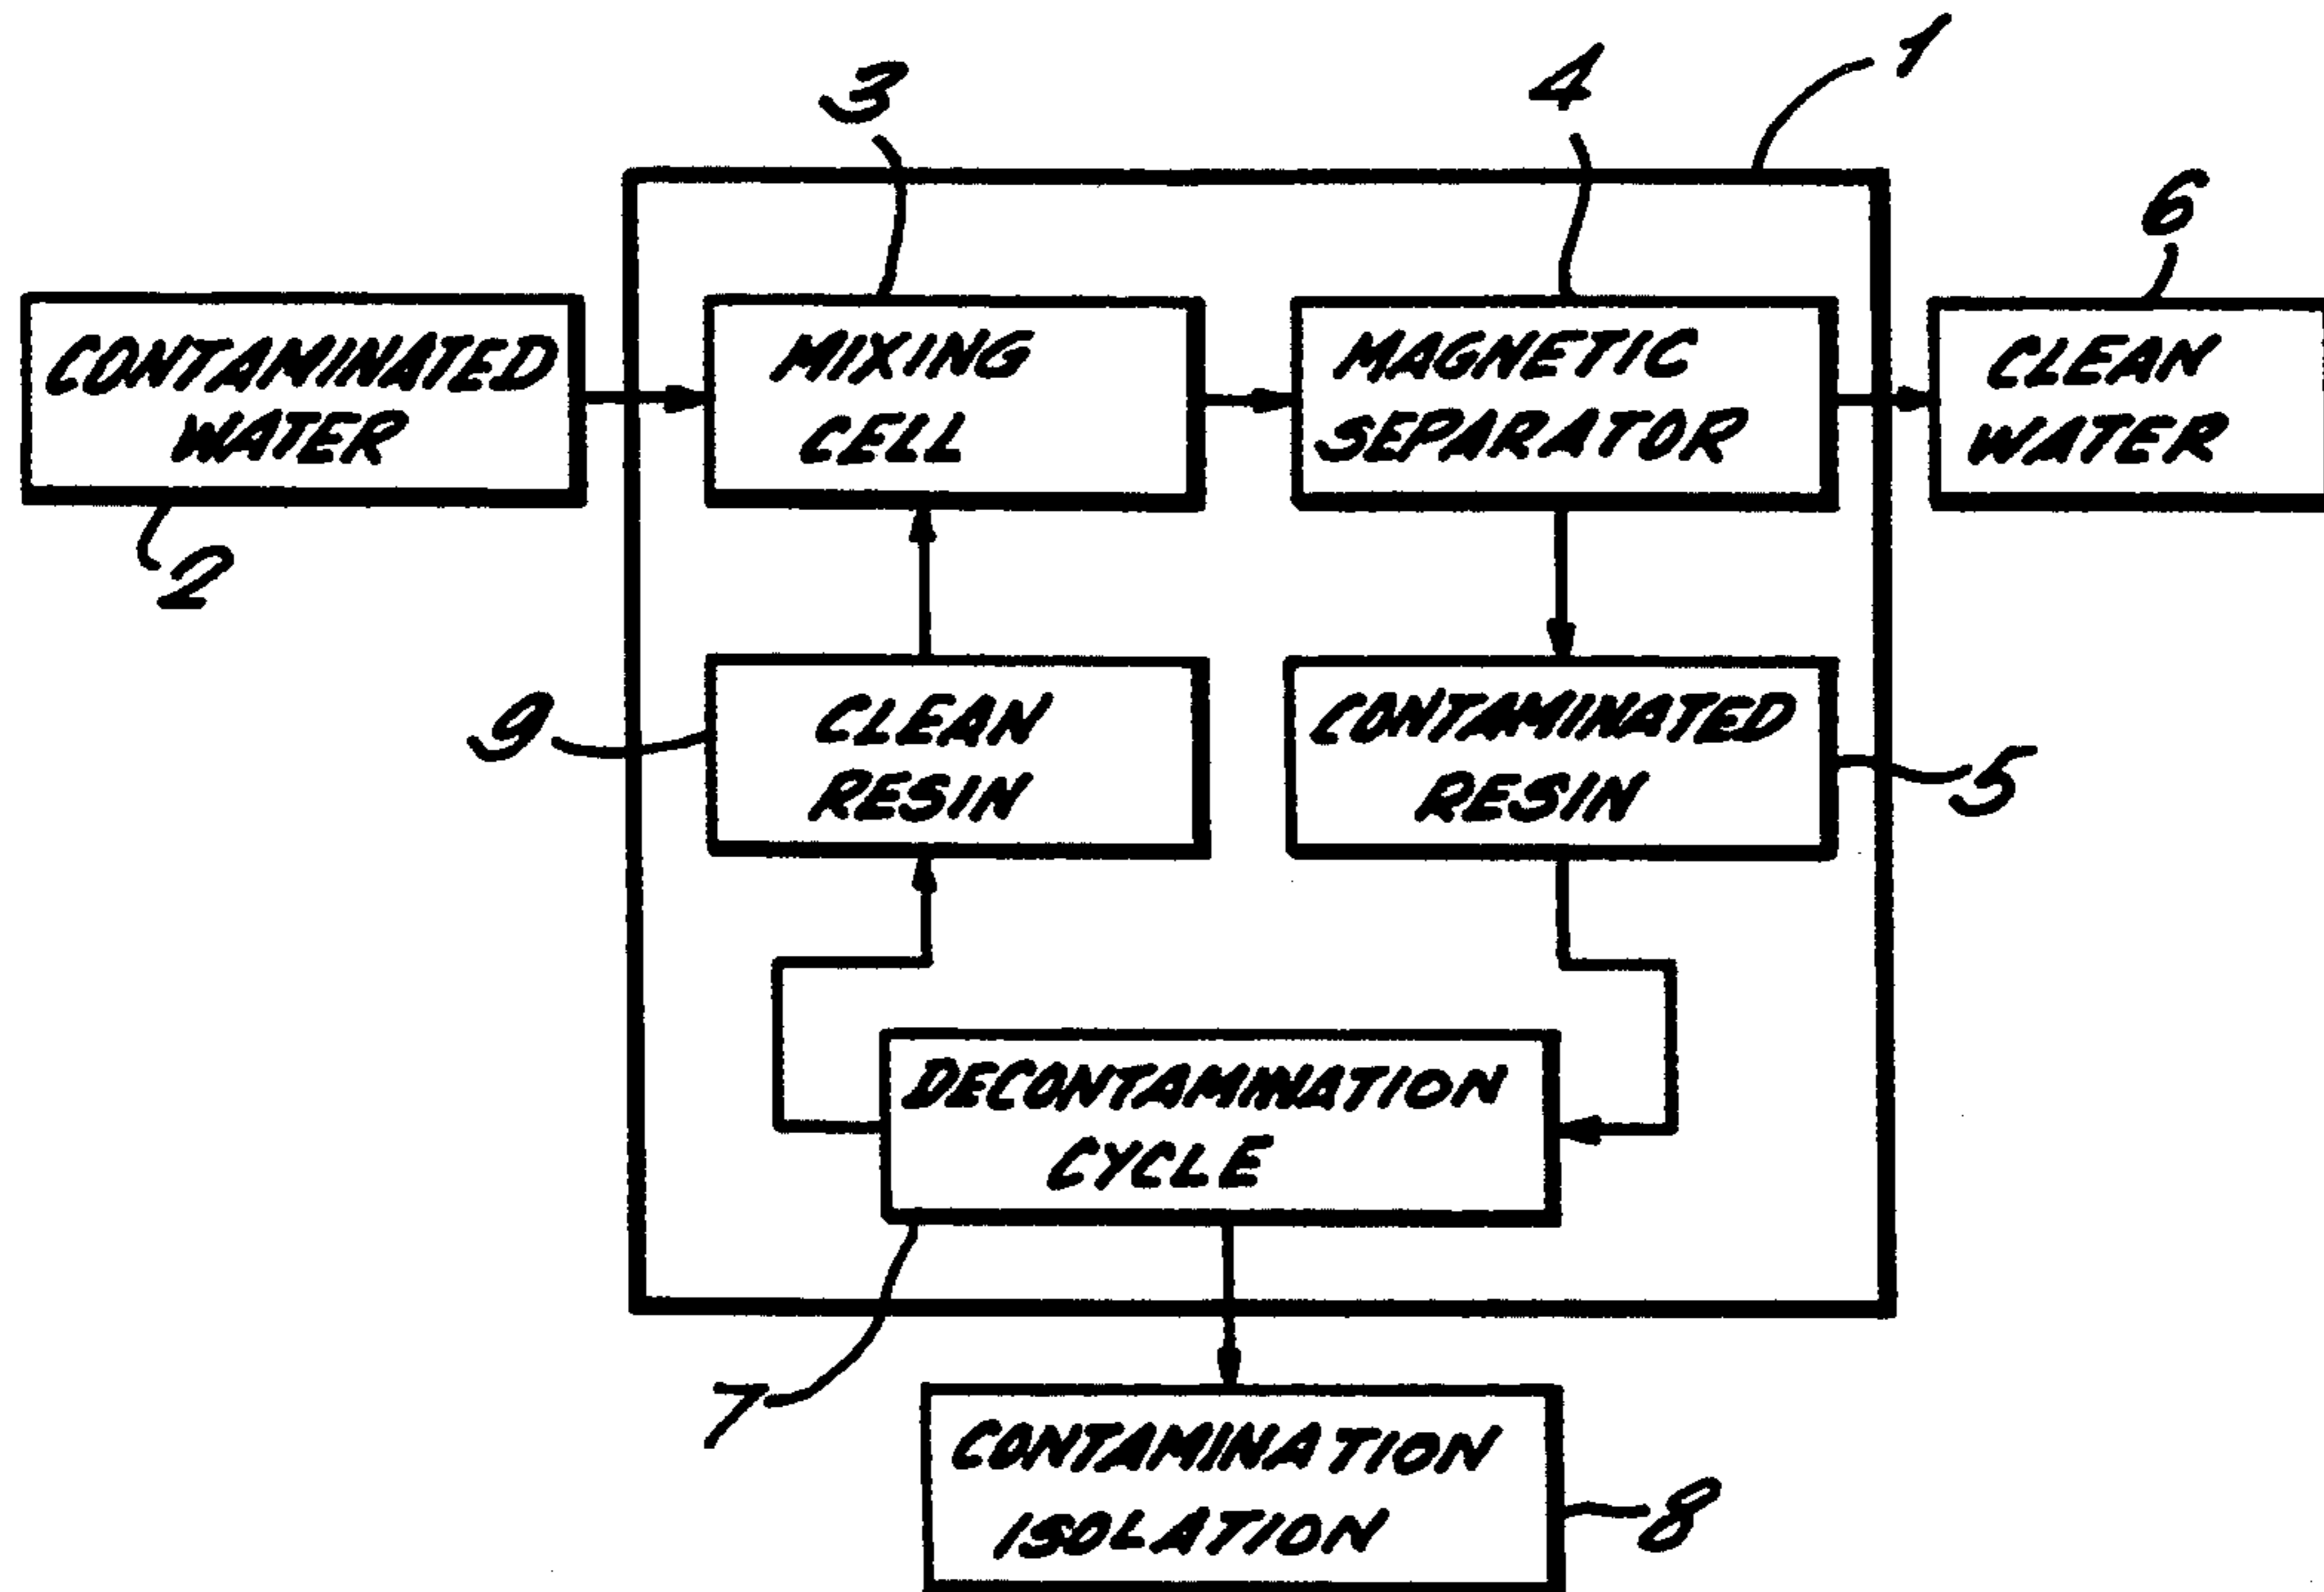 1
3
4
6
CONTAMINATED
WATER
MIXING
CELL
MAGNETIC
SEPARATOR
CLEAN
WATER
2
9
CLEAN
RESIN
CONTAMINATED
RESIN
5
DECONTAMINATION
CYCLE
7
CONTAMINATION
ISOLATION
8